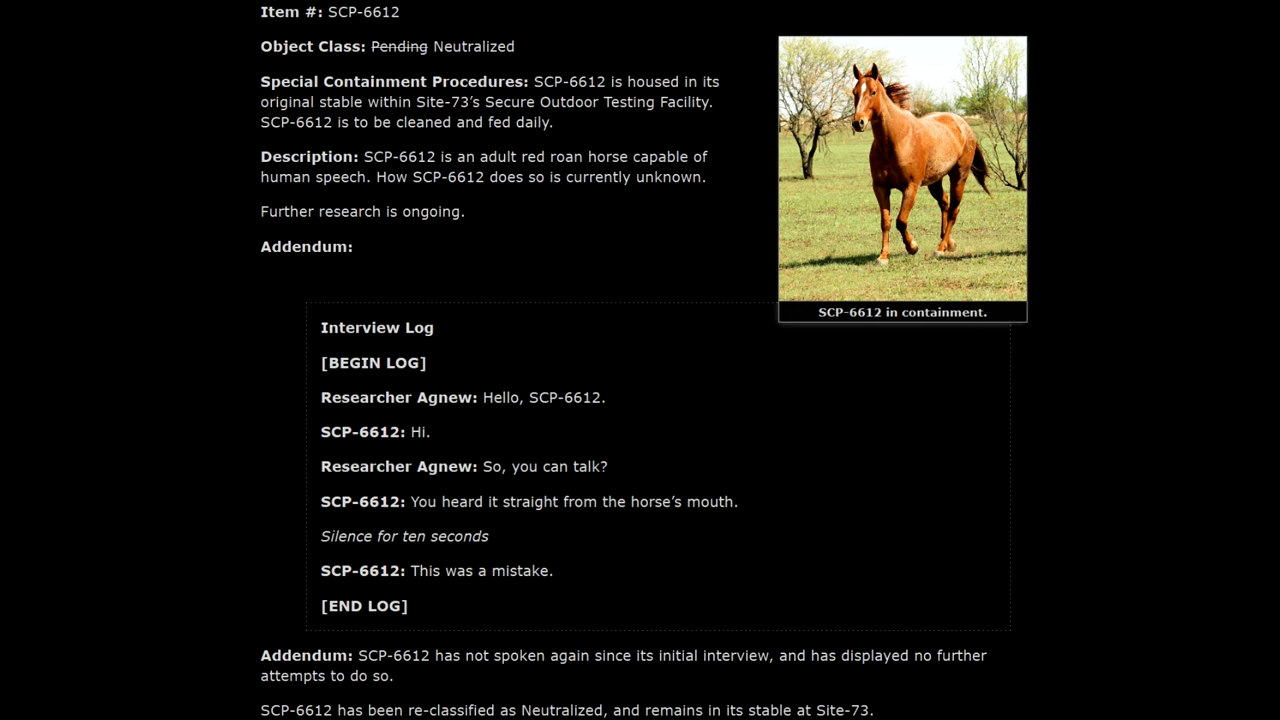 Item #: SCP-6612
Object Class: Pending Neutralized
Special Containment Procedures: SCP-6612 is housed in its
original stable within Site-73’s Secure Outdoor Testing Facility.
SCP-6612 is to be cleaned and fed daily.
Description: SCP-6612 is an adult red roan horse capable of
human speech. How SCP-6612 does so is currently unknown.
Further research is ongoing.
Addendum:
SCP-6612 in containment.
Interview Log
[BEGIN LOG]
Researcher Agnew: Hello, SCP-6612.
SCP-6612: Hi.
Researcher Agnew: So, you can talk?
SCP-6612: You heard it straight from the horse’s mouth.
Silence for ten seconds
SCP-6612: This was a mistake.
[END LOG]
Addendum: SCP-6612 has not spoken again since its initial interview, and has displayed no further
attempts to do so.
SCP-6612 has been re-classified as Neutralized, and remains in its stable at Site-73.